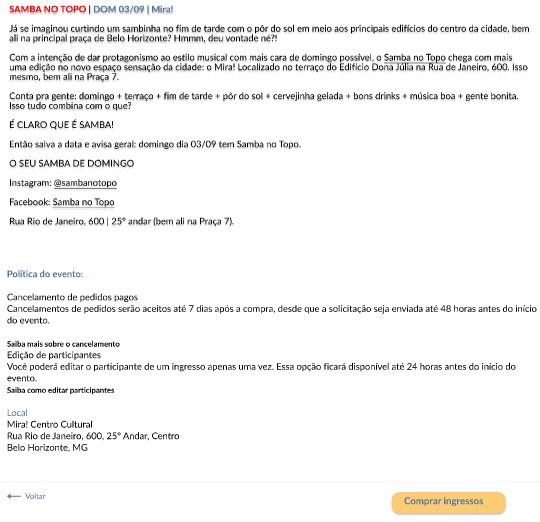 SAMBA NO TOPO | DOM 03/09 | Mira!
Já se imaginou curtindo um sambinha no fim de tarde com o pôr do sol em meio aos principais edifícios do centro da cidade, bem
ali na principal praça de Belo Horizonte? Hmmm, deu vontade né?!
Com a intenção de dar protagonismo ao estilo musical com mais cara de domingo possível, o Samba no Topo chega com mais
uma edição no novo espaço sensação da cidade: o Mira! Localizado no terraço do Edifício Dona Júlia na Rua de Janeiro, 600. Isso
mesmo, bem ali na Praça 7.
Conta pra gente: domingo + terraço + fim de tarde + pôr do sol + cervejinha gelada + bons drinks + música boa + gente bonita.
Isso tudo combina com o que?
É CLARO QUE É SAMBA!
Então salva a data e avisa geral: domingo dia 03/09 tem Samba no Topo.
O SEU SAMBA DE DOMINGO
Instagram: @sambanotopo
Facebook: Samba no Topo
Rua Rio de Janeiro, 600 | 25º andar (bem ali na Praça 7).
Política do evento:
Cancelamento de pedidos pagos
Cancelamentos de pedidos serão aceitos até 7 dias após a compra, desde que a solicitação seja enviada até 48 horas antes do início
do evento.
Saiba mais sobre o cancelamento
Edição de participantes
Você poderá editar o participante de um ingresso apenas uma vez. Essa opção ficará disponível até 24 horas antes do início do
evento.
Saiba como editar participantes
Local
Mira! Centro Cultural
Rua Rio de Janeiro, 600, 25º Andar, Centro
Belo Horizonte, MG
Voltar
Comprar ingressos